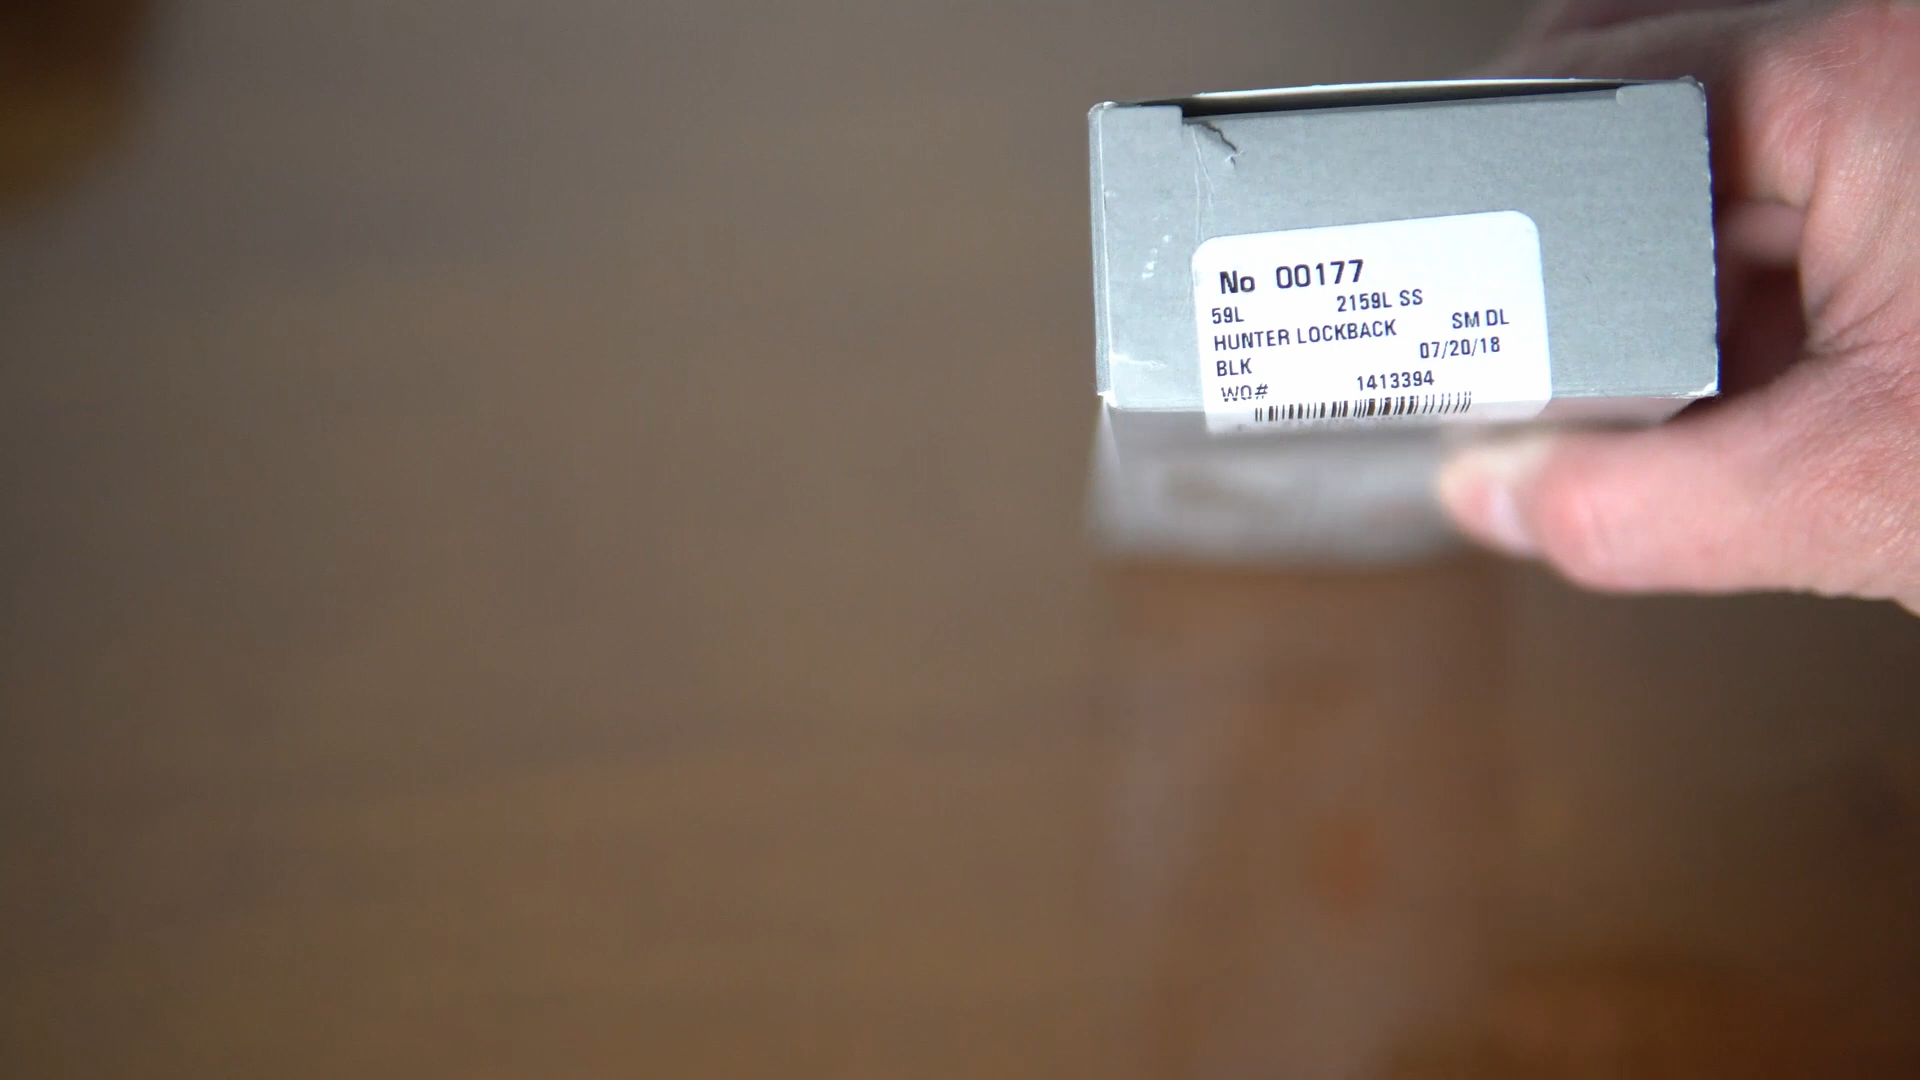 No 00177
59L 2159L SS
HUNTER LOCKBACK SM DL
BLK 07/20/18
WO# 1413394